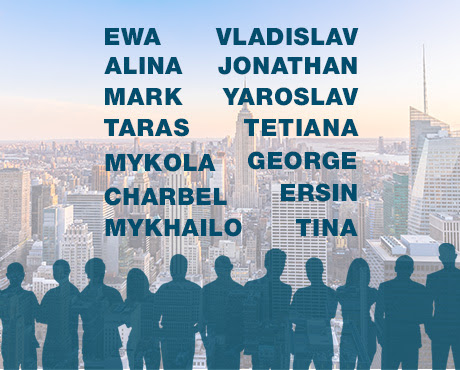 EWA VLADISLAV
ALINA JONATHAN
MARK YAROSLAV
TARAS TETIANA
MYKOLA GEORGE
CHARBEL ERSIN
MYKHAILO TINA